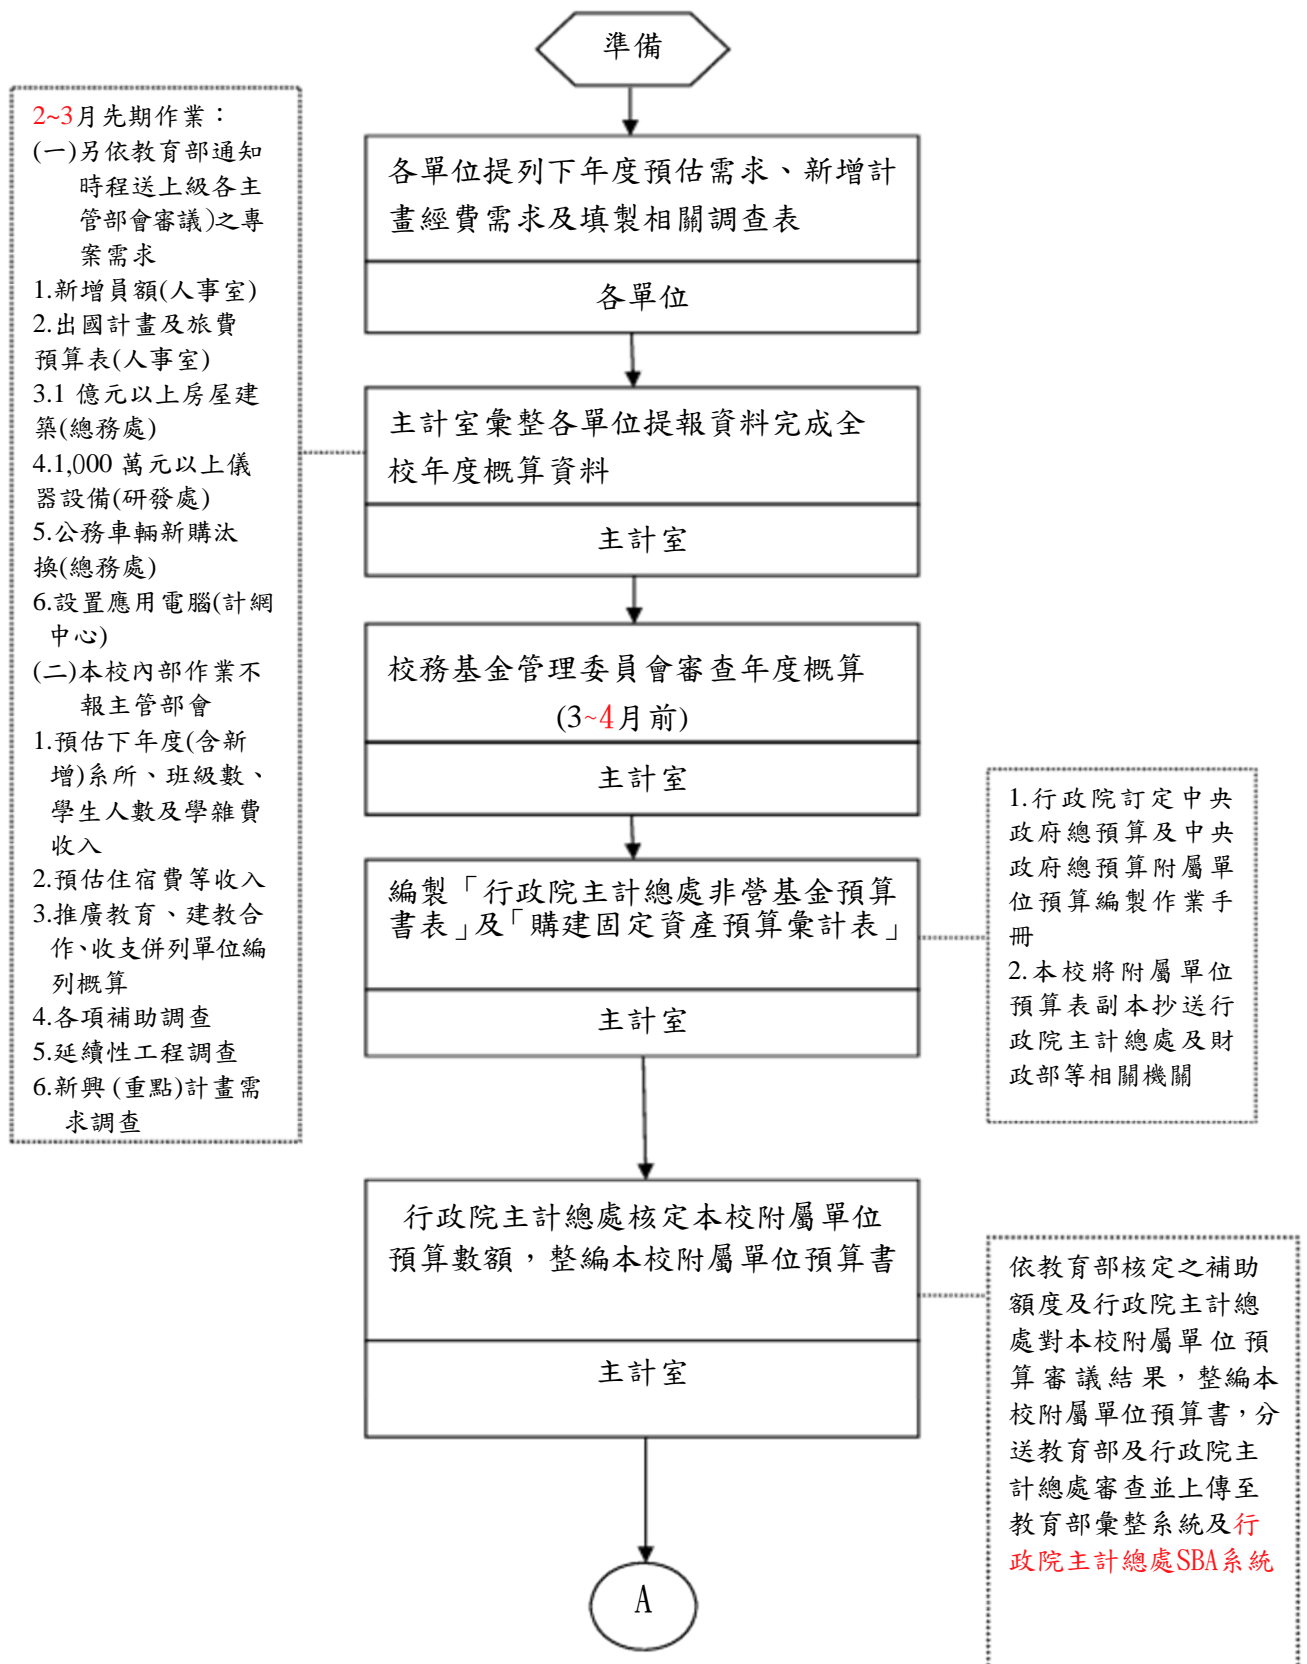 準備
2~3月先期作業：
(一)另依教育部通知
時程送上級各主
管部會審議)之專
案需求
1.新增員額(人事室)
2.出國計畫及旅費
預算表(人事室)
3.1 億元以上房屋建
築(總務處)
4.1,000 萬元以上儀
器設備(研發處)
5.公務車輛新購汰
換(總務處)
6.設置應用電腦(計網
中心)
(二)本校內部作業不
報主管部會
1.預估下年度(含新
增)系所、班級數、
學生人數及學雜費
收入
2.預估住宿費等收入
3.推廣教育、建教合
作、收支併列單位編
列概算
4.各項補助調查
5.延續性工程調查
6.新興 (重點)計畫需
求調查
各單位提列下年度預估需求、新增計
畫經費需求及填製相關調查表
各單位
主計室彙整各單位提報資料完成全
校年度概算資料
主計室
校務基金管理委員會審查年度概算
(3~4月前)
主計室
編製「行政院主計總處非營基金預算
書表」及「購建固定資產預算彙計表」
主計室
1.行政院訂定中央
政府總預算及中央
政府總預算附屬單
位預算編製作業手
冊
2.本校將附屬單位
預算表副本抄送行
政院主計總處及財
政部等相關機關
行政院主計總處核定本校附屬單位
預算數額，整編本校附屬單位預算書
主計室
依教育部核定之補助
額度及行政院主計總
處對本校附屬單位預
算審議結果，整編本
校附屬單位預算書，分
送教育部及行政院主
計總處審查並上傳至
教育部彙整系統及行
政院主計總處SBA系統
A